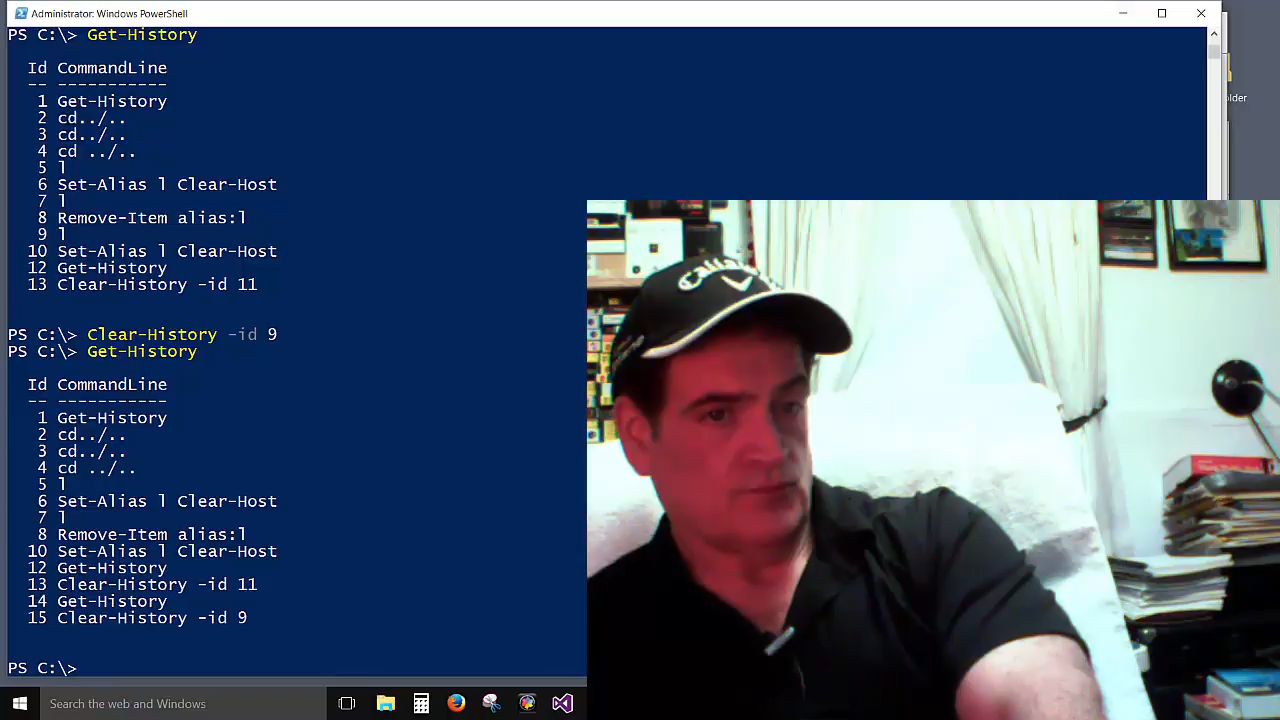 Administrator: Windows PowerShell
PS C:\> Get-History
Id CommandLine
-- -----------
1 Get-History
2 cd../..
3 cd../..
4 cd ../..
5 l
6 Set-Alias l Clear-Host
7 l
8 Remove-Item alias:l
9 l
10 Set-Alias l Clear-Host
12 Get-History
13 Clear-History -id 11
PS C:\> Clear-History -id 9
PS C:\> Get-History
Id CommandLine
-- -----------
1 Get-History
2 cd../..
3 cd../..
4 cd ../..
5 l
6 Set-Alias l Clear-Host
7 l
8 Remove-Item alias:l
10 Set-Alias l Clear-Host
12 Get-History
13 Clear-History -id 11
14 Get-History
15 Clear-History -id 9
PS C:\>
Search the web and Windows